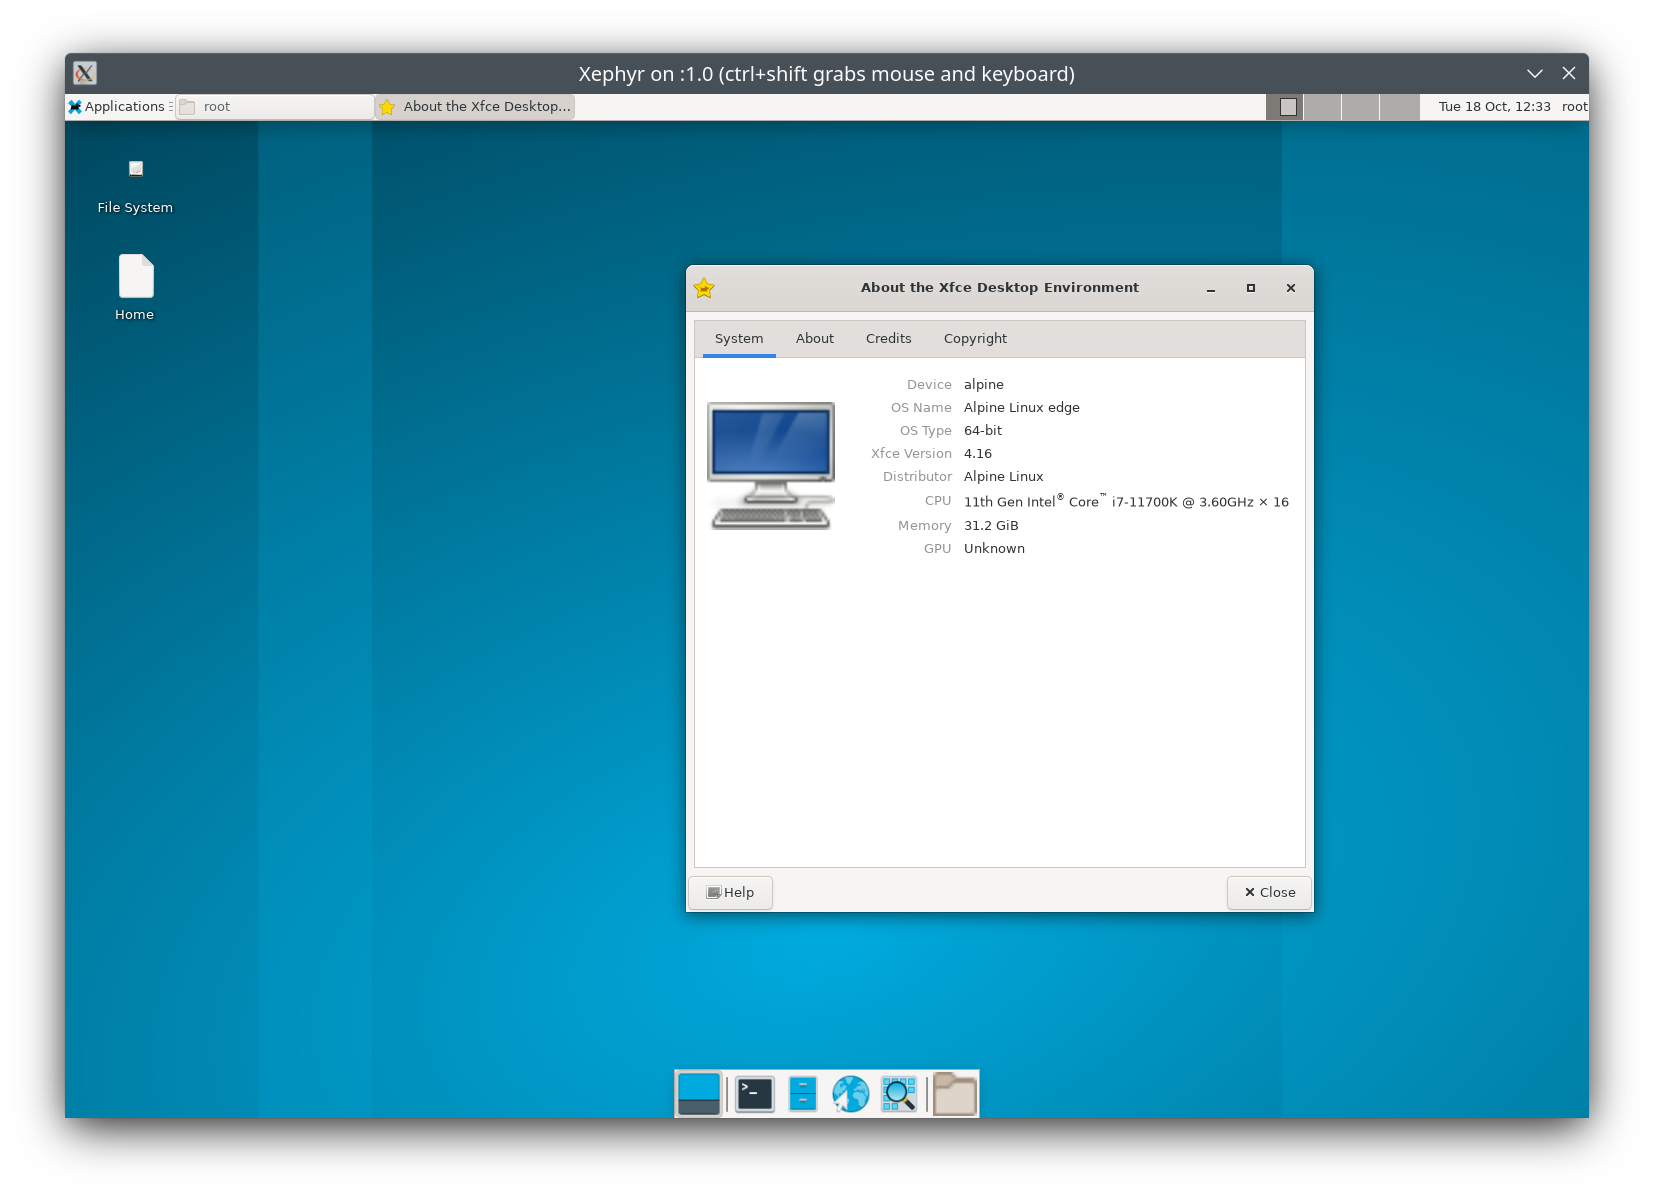 Xephyr on :1.0 (ctrl+shift grabs mouse and keyboard)
Applications root About the Xfce Desktop... Tue 18 Oct, 12:33 root
File System
Home
About the Xfce Desktop Environment
System About Credits Copyright
Device alpine
OS Name Alpine Linux edge
OS Type 64-bit
Xfce Version 4.16
Distributor Alpine Linux
CPU 11th Gen Intel® Core™ i7-11700K @ 3.60GHz × 16
Memory 31.2 GiB
GPU Unknown
Help Close